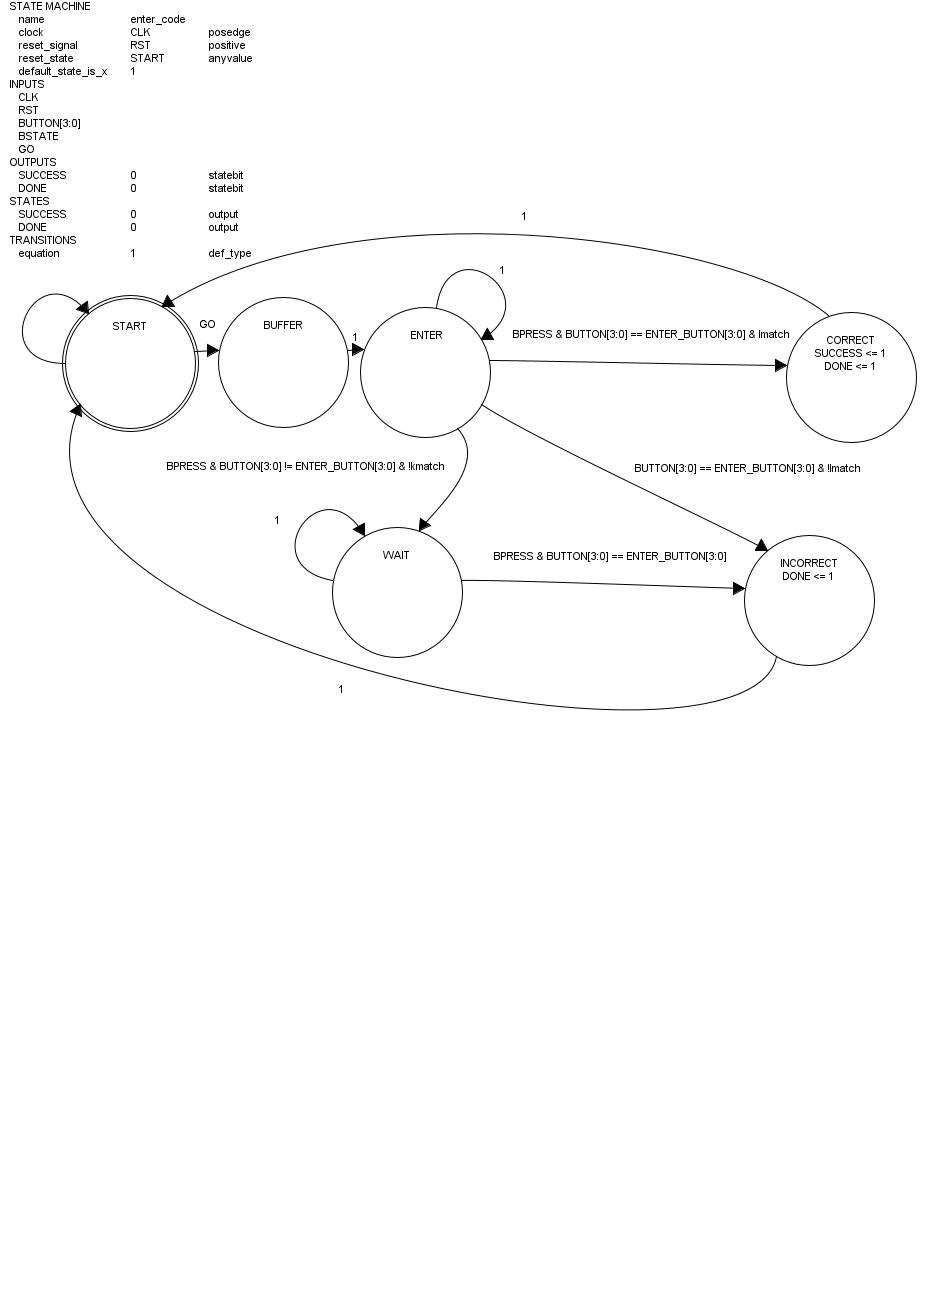 STATE MACHINE
name enter_code
clock CLK posedge
reset_signal RST positive
reset_state START anyvalue
default_state_is_x 1
INPUTS
CLK
RST
BUTTON[3:0]
BSTATE
GO
OUTPUTS
SUCCESS 0 statebit
DONE 0 statebit
STATES
SUCCESS 0 output
DONE 0 output
TRANSITIONS
equation 1 def_type
1
1
START
GO
BUFFER
1
ENTER
BPRESS & BUTTON[3:0] == ENTER_BUTTON[3:0] & lmatch
CORRECT
SUCCESS <= 1
DONE <= 1
BPRESS & BUTTON[3:0] != ENTER_BUTTON[3:0] & !kmatch
BUTTON[3:0] == ENTER_BUTTON[3:0] & !lmatch
1
WAIT
BPRESS & BUTTON[3:0] == ENTER_BUTTON[3:0]
INCORRECT
DONE <= 1
1